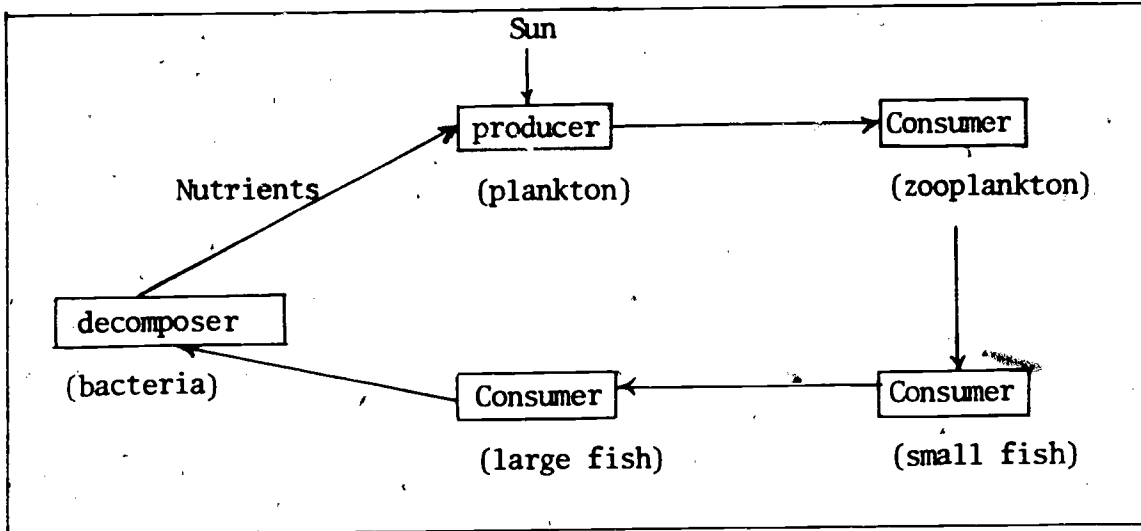 Sun
producer
Consumer
(plankton)
(zooplankton)
Nutrients
decomposer
(bacteria)
Consumer
Consumer
(large fish)
(small fish)